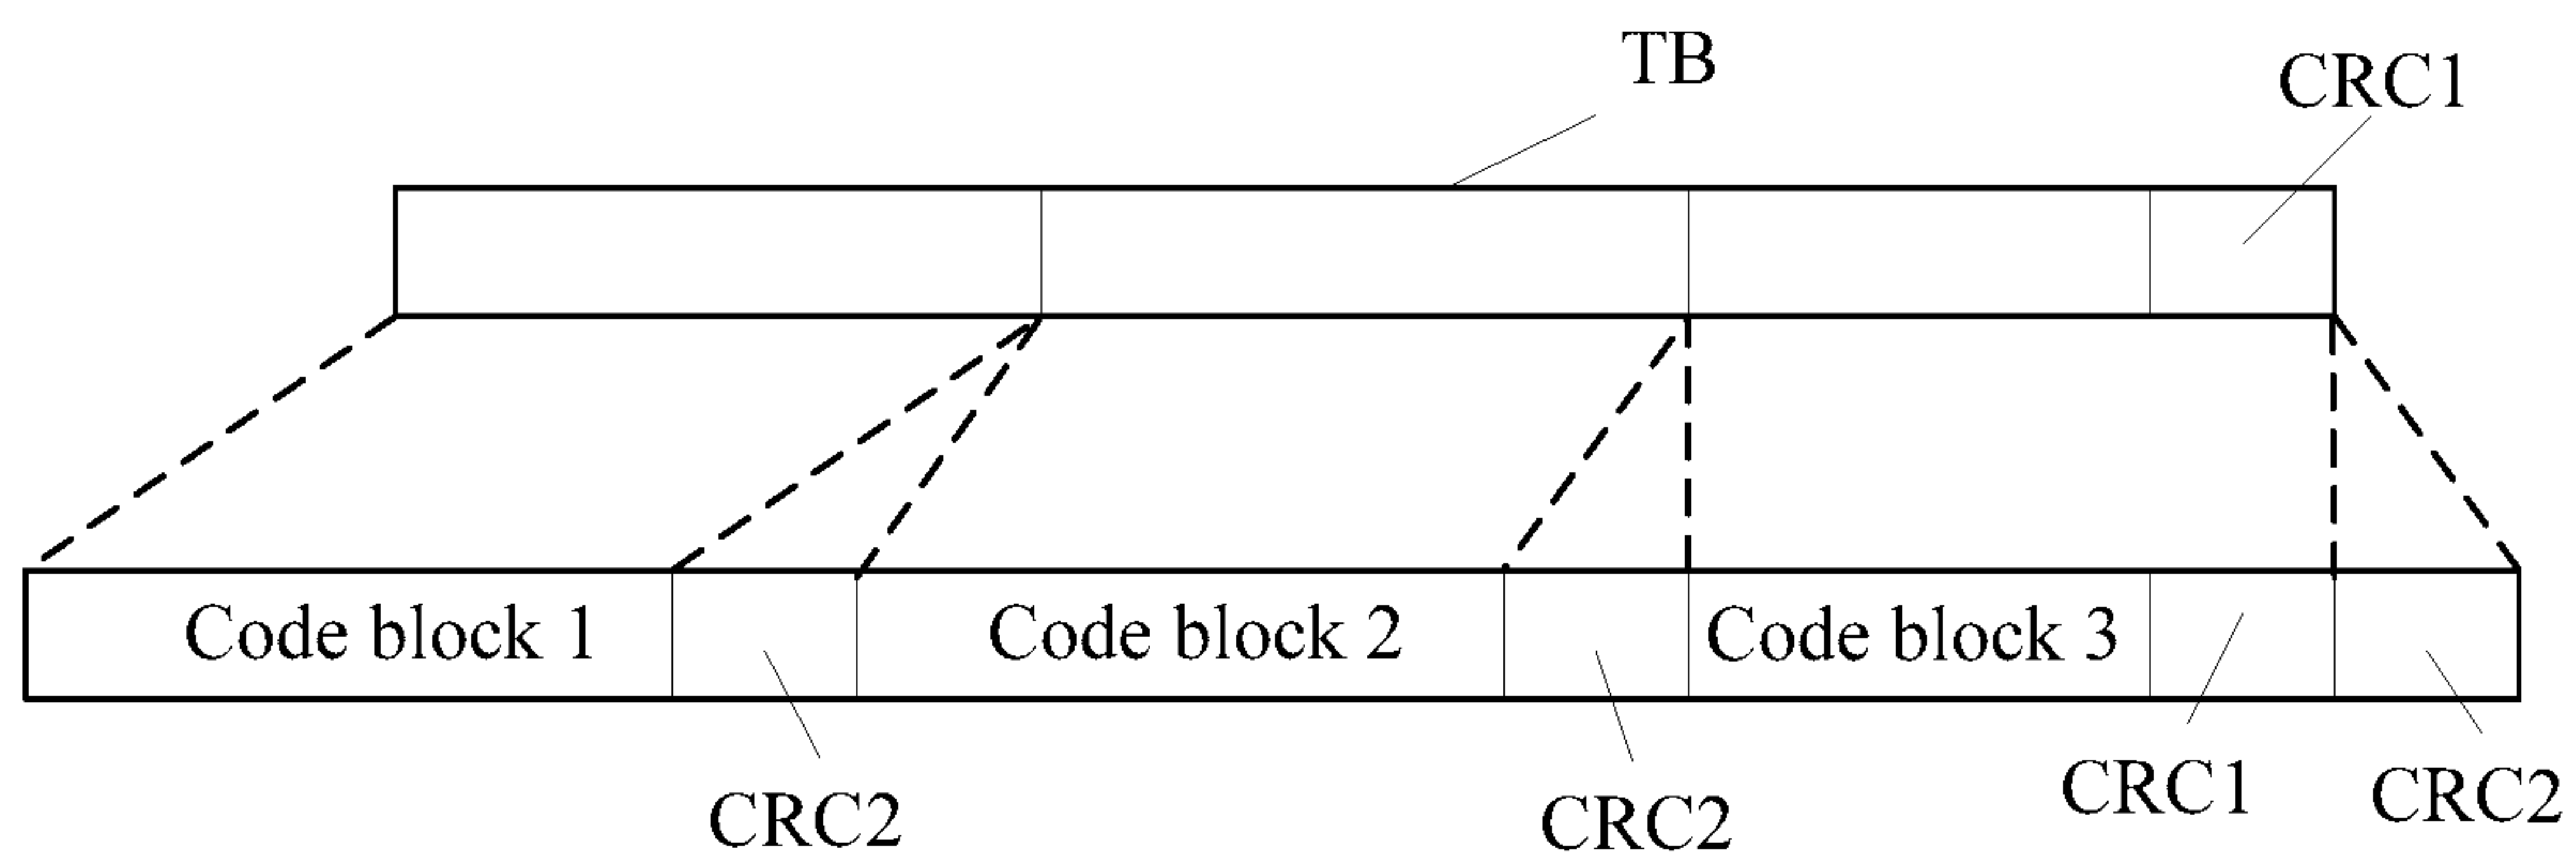 TB
CRC1
Code block 1
Code block 2
Code block 3
CRC2
CRC2
CRC1
CRC2